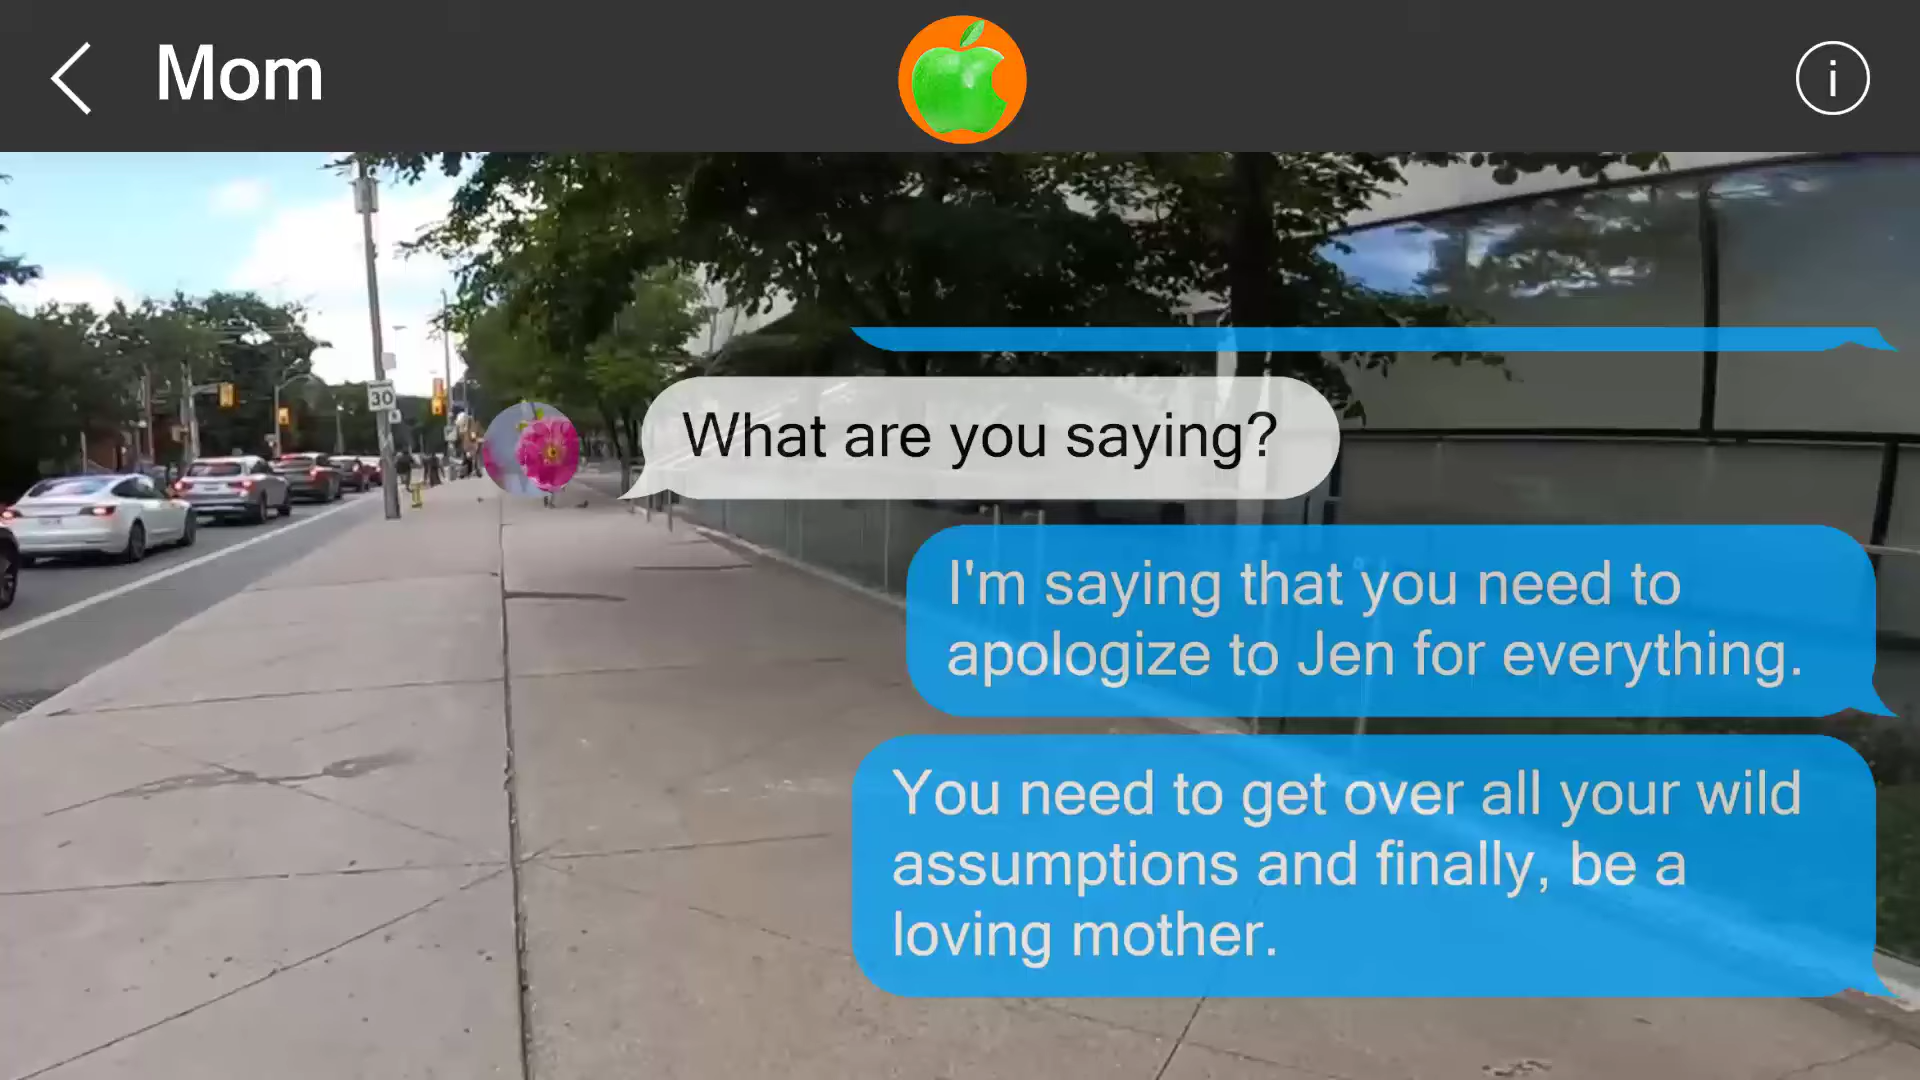 Mom
i
30
What are you saying?
I'm saying that you need to
apologize to Jen for everything.
You need to get over all your wild
assumptions and finally, be a
loving mother.